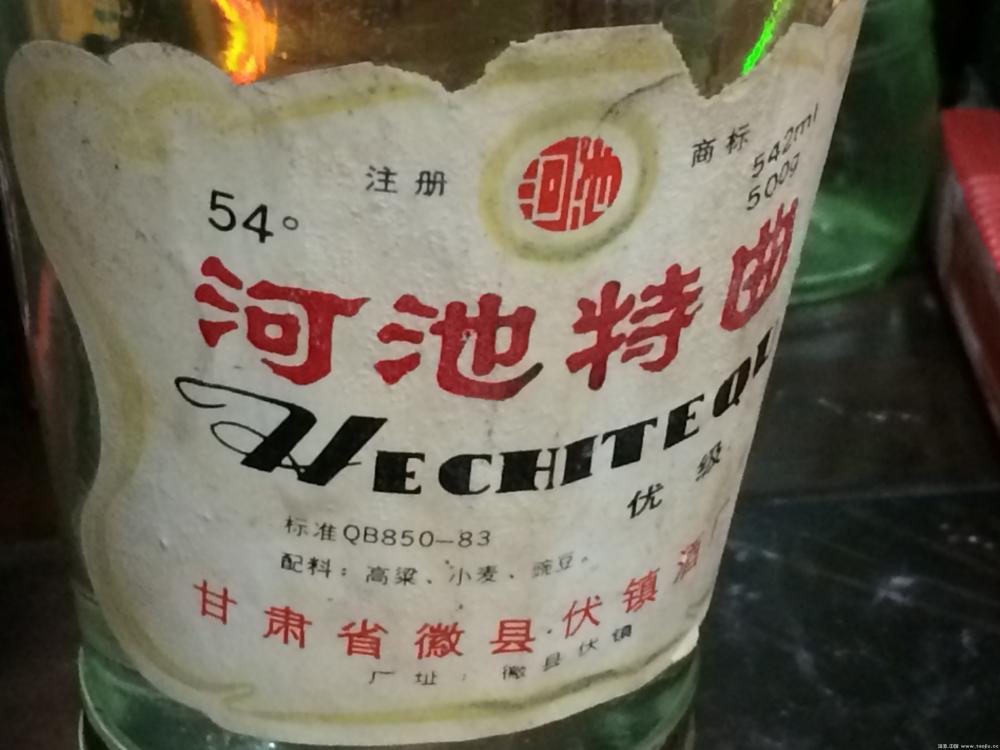 注册 河池 商标
54° 542ml
500g
河池特曲
HECHITEQU
优级
标准QB850-83
配料：高粱、小麦、豌豆。
甘肃省徽县伏镇酒厂
厂址：徽县伏镇